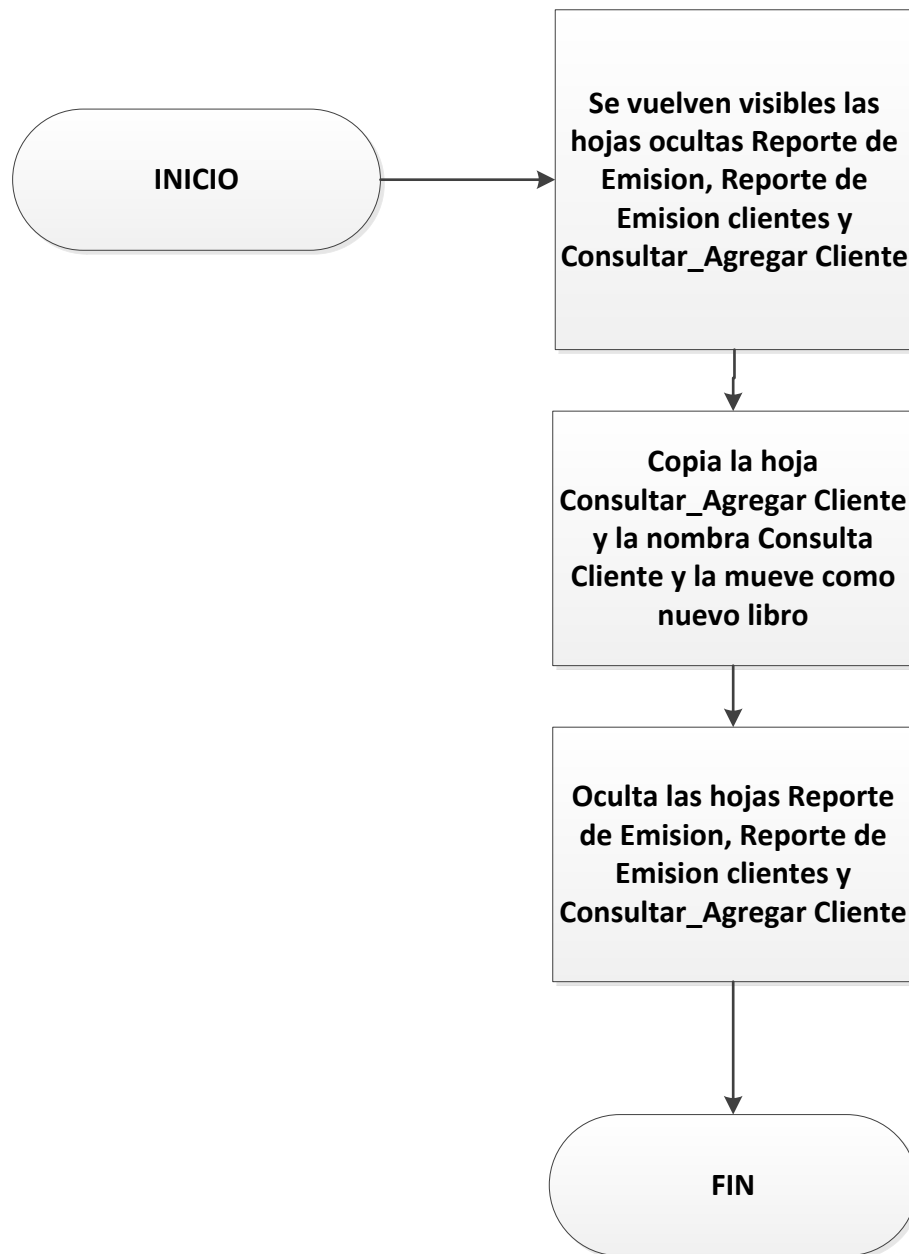 INICIO
Se vuelven visibles las
hojas ocultas Reporte de
Emision, Reporte de
Emision clientes y
Consultar_Agregar Cliente
Copia la hoja
Consultar_Agregar Cliente
y la nombra Consulta
Cliente y la mueve como
nuevo libro
Oculta las hojas Reporte
de Emision, Reporte de
Emision clientes y
Consultar_Agregar Cliente
FIN